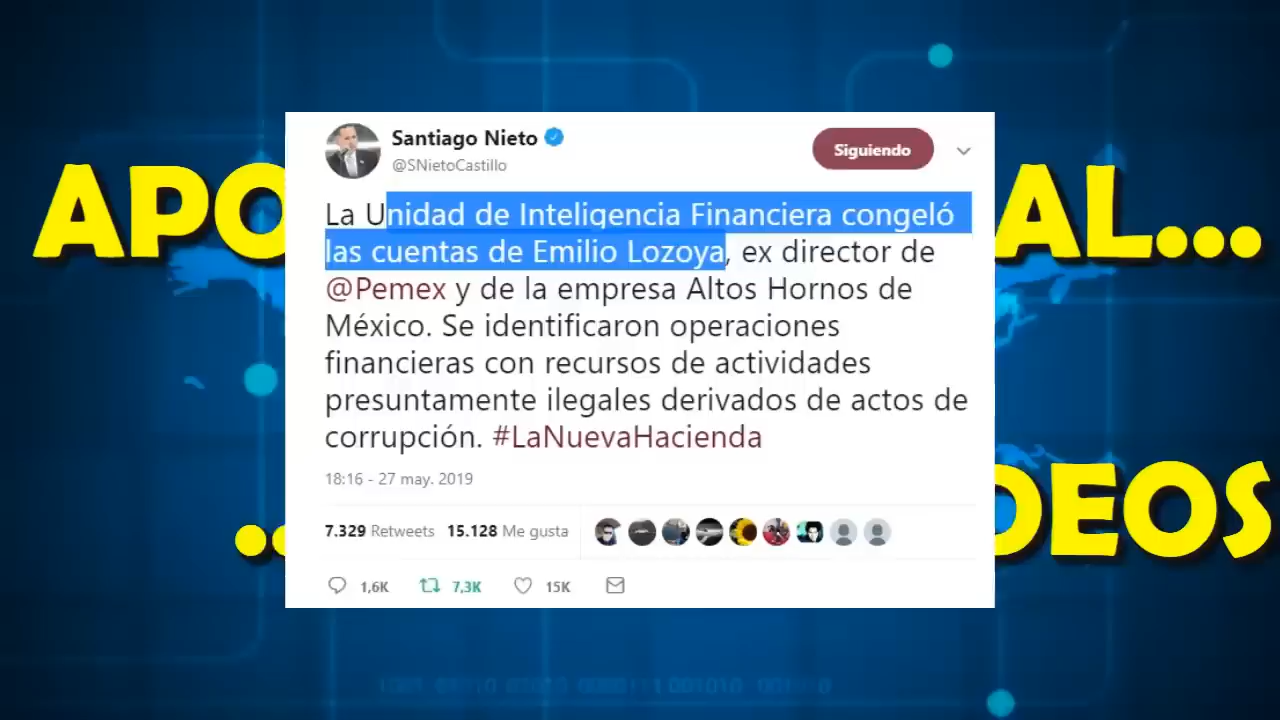 Santiago Nieto
@SNietoCastillo
Siguiendo
APO
AL...
La Unidad de Inteligencia Financiera congeló
las cuentas de Emilio Lozoya, ex director de
@Pemex y de la empresa Altos Hornos de
México. Se identificaron operaciones
financieras con recursos de actividades
presuntamente ilegales derivados de actos de
corrupción. #LaNuevaHacienda
18:16 - 27 may. 2019
..
DEOS
7.329 Retweets 15.128 Me gusta
1,6K 7,3K 15K